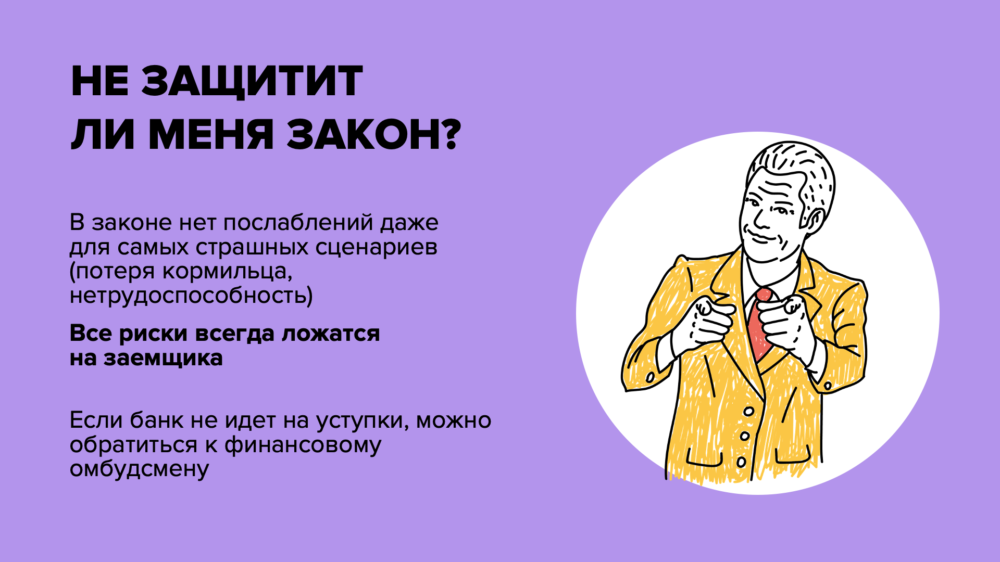 НЕ ЗАЩИТИТ
ЛИ МЕНЯ ЗАКОН?
В законе нет послаблений даже
для самых страшных сценариев
(потеря кормильца,
нетрудоспособность)
Все риски всегда ложатся
на заемщика
Если банк не идет на уступки, можно
обратиться к финансовому
омбудсмену